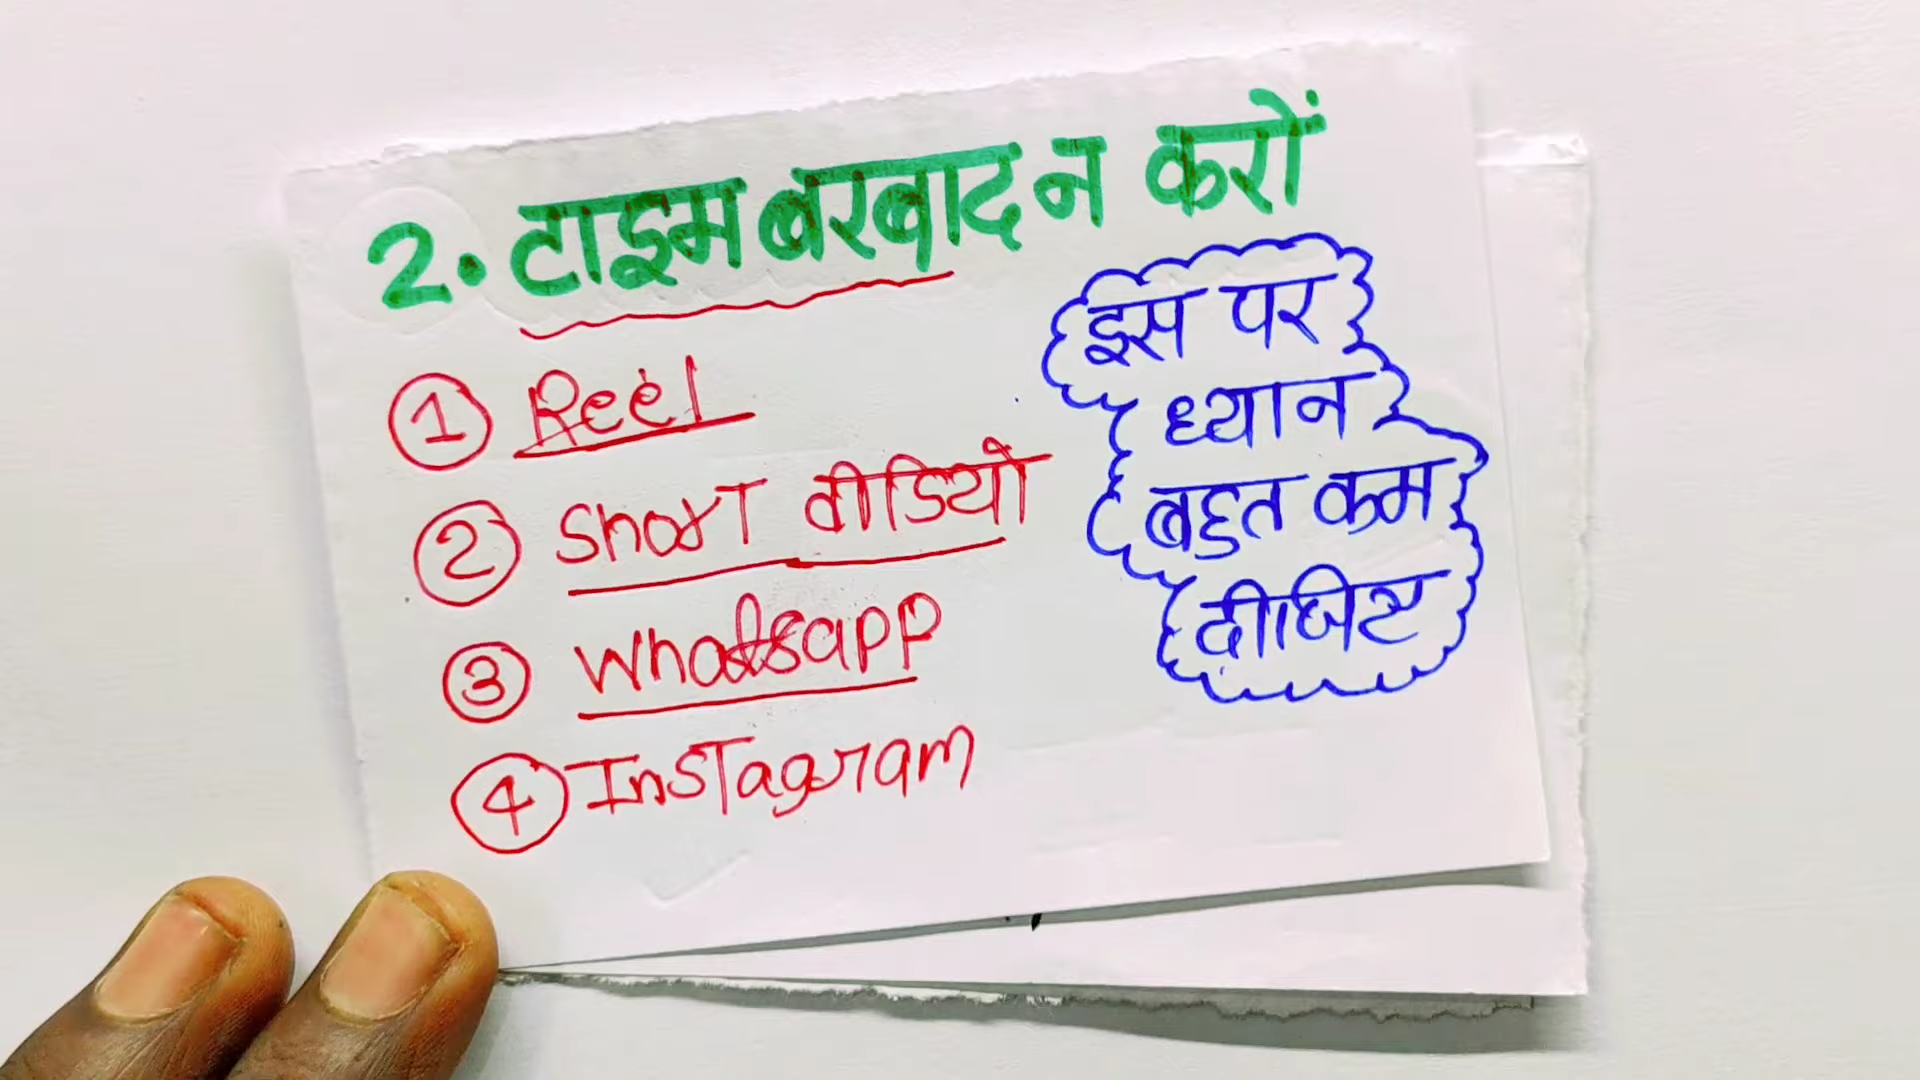 2. टाइम बरबाद न करों
① Reel
② Short वीडियो
③ Whatsapp
④ Instagram
इस पर
ध्यान
बहुत कम
दीजिए